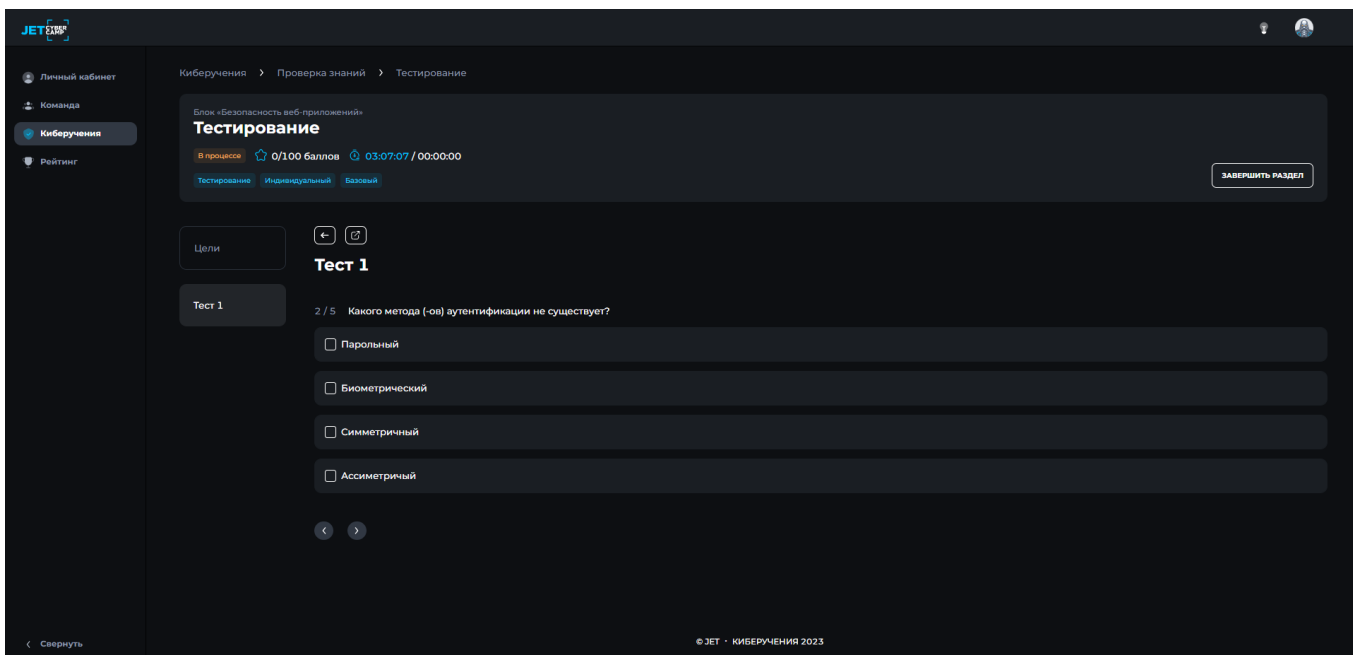 JET CYBER CAMP
Личный кабинет
Команда
Киберучения
Рейтинг
Киберучения > Проверка знаний > Тестирование
Блок «Безопасность веб-приложений»
Тестирование
В процессе 0/100 баллов 03:07:07 / 00:00:00
Тестирование Индивидуальный Базовый
ЗАВЕРШИТЬ РАЗДЕЛ
Цели
Тест 1
Тест 1
2 / 5 Какого метода (-ов) аутентификации не существует?
Парольный
Биометрический
Симметричный
Ассиметричый
Свернуть
© JET · КИБЕРУЧЕНИЯ 2023